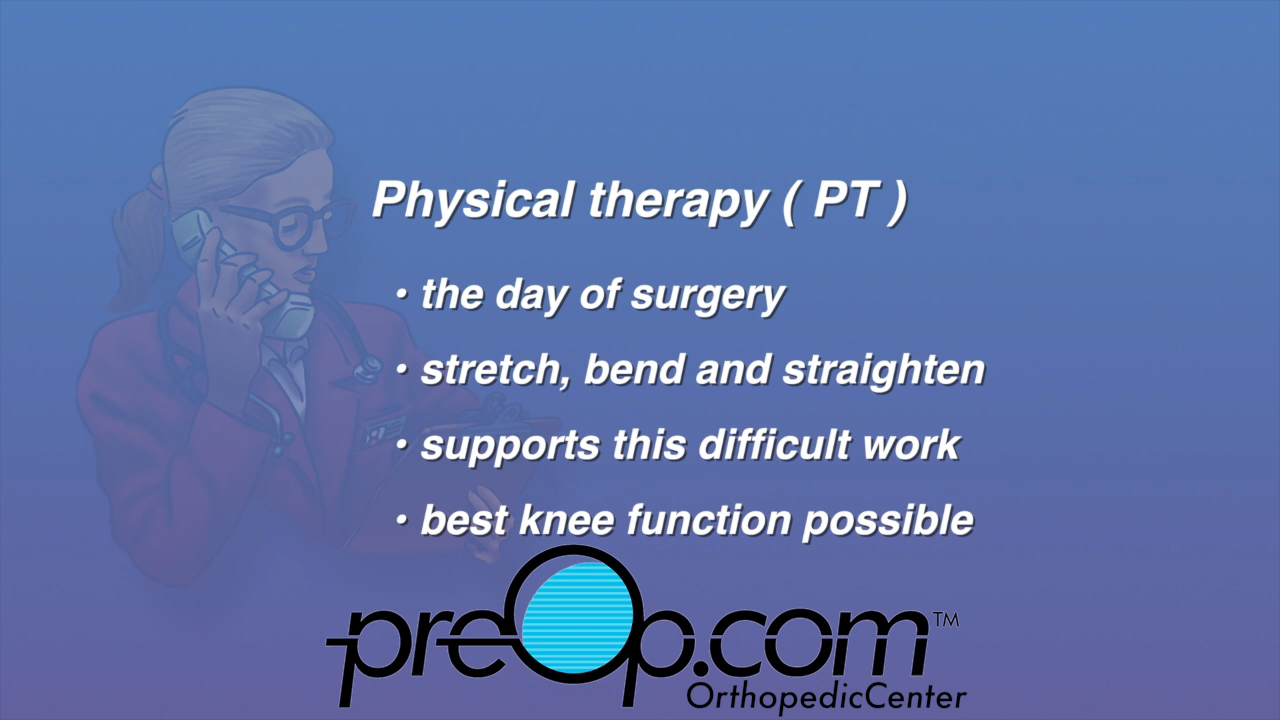 Physical therapy ( PT )
• the day of surgery
• stretch, bend and straighten
• supports this difficult work
• best knee function possible
preOp.com™
OrthopedicCenter